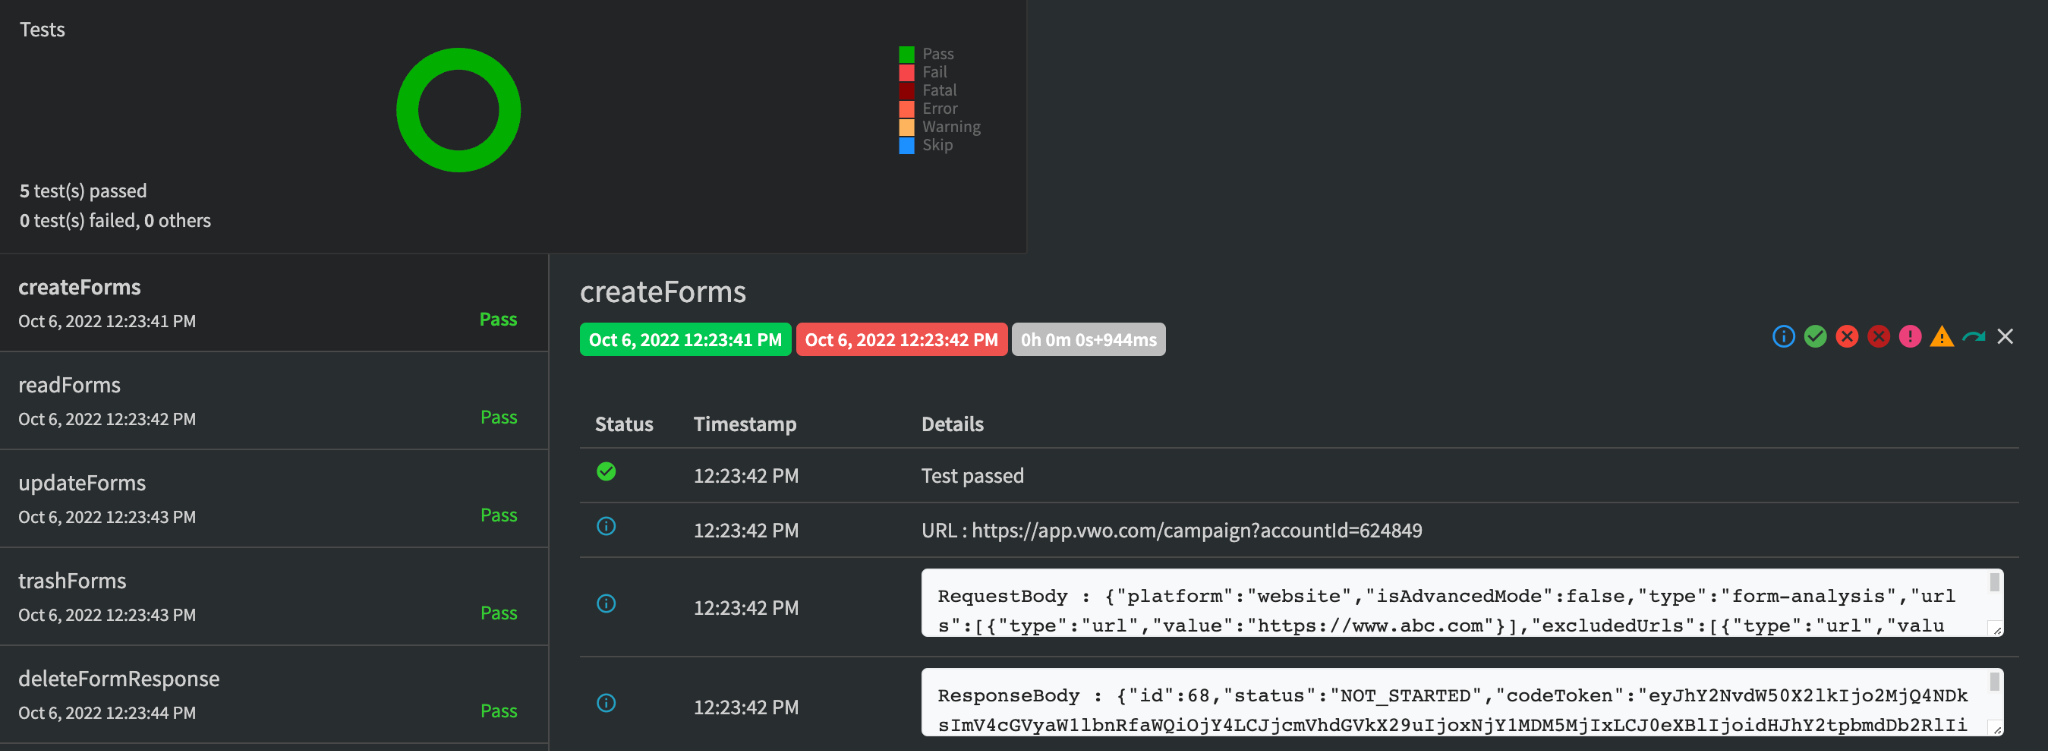 Tests
Pass
Fail
Fatal
Error
Warning
Skip
5 test(s) passed
0 test(s) failed, 0 others
createForms
Oct 6, 2022 12:23:41 PM
Pass
readForms
Oct 6, 2022 12:23:42 PM
Pass
updateForms
Oct 6, 2022 12:23:43 PM
Pass
trashForms
Oct 6, 2022 12:23:43 PM
Pass
deleteFormResponse
Oct 6, 2022 12:23:44 PM
Pass
createForms
Oct 6, 2022 12:23:41 PM Oct 6, 2022 12:23:42 PM 0h 0m 0s+944ms
Status Timestamp Details
12:23:42 PM Test passed
12:23:42 PM URL : https://app.vwo.com/campaign?accountId=624849
12:23:42 PM
RequestBody : {"platform":"website","isAdvancedMode":false,"type":"form-analysis","url
s":[{"type":"url","value":"https://www.abc.com"}],"excludedUrls":[{"type":"url","valu
12:23:42 PM
ResponseBody : {"id":68,"status":"NOT_STARTED","codeToken":"eyJhY2NvdW50X2lkIjo2MjQ4NDk
sImV4cGVyaW1lbnRfaWQiOjY4LCJjcmVhdGVkX29uIjoxNjY1MDM5MjIxLCJ0eXBlIjoidHJhY2tpbmdDb2RlIi